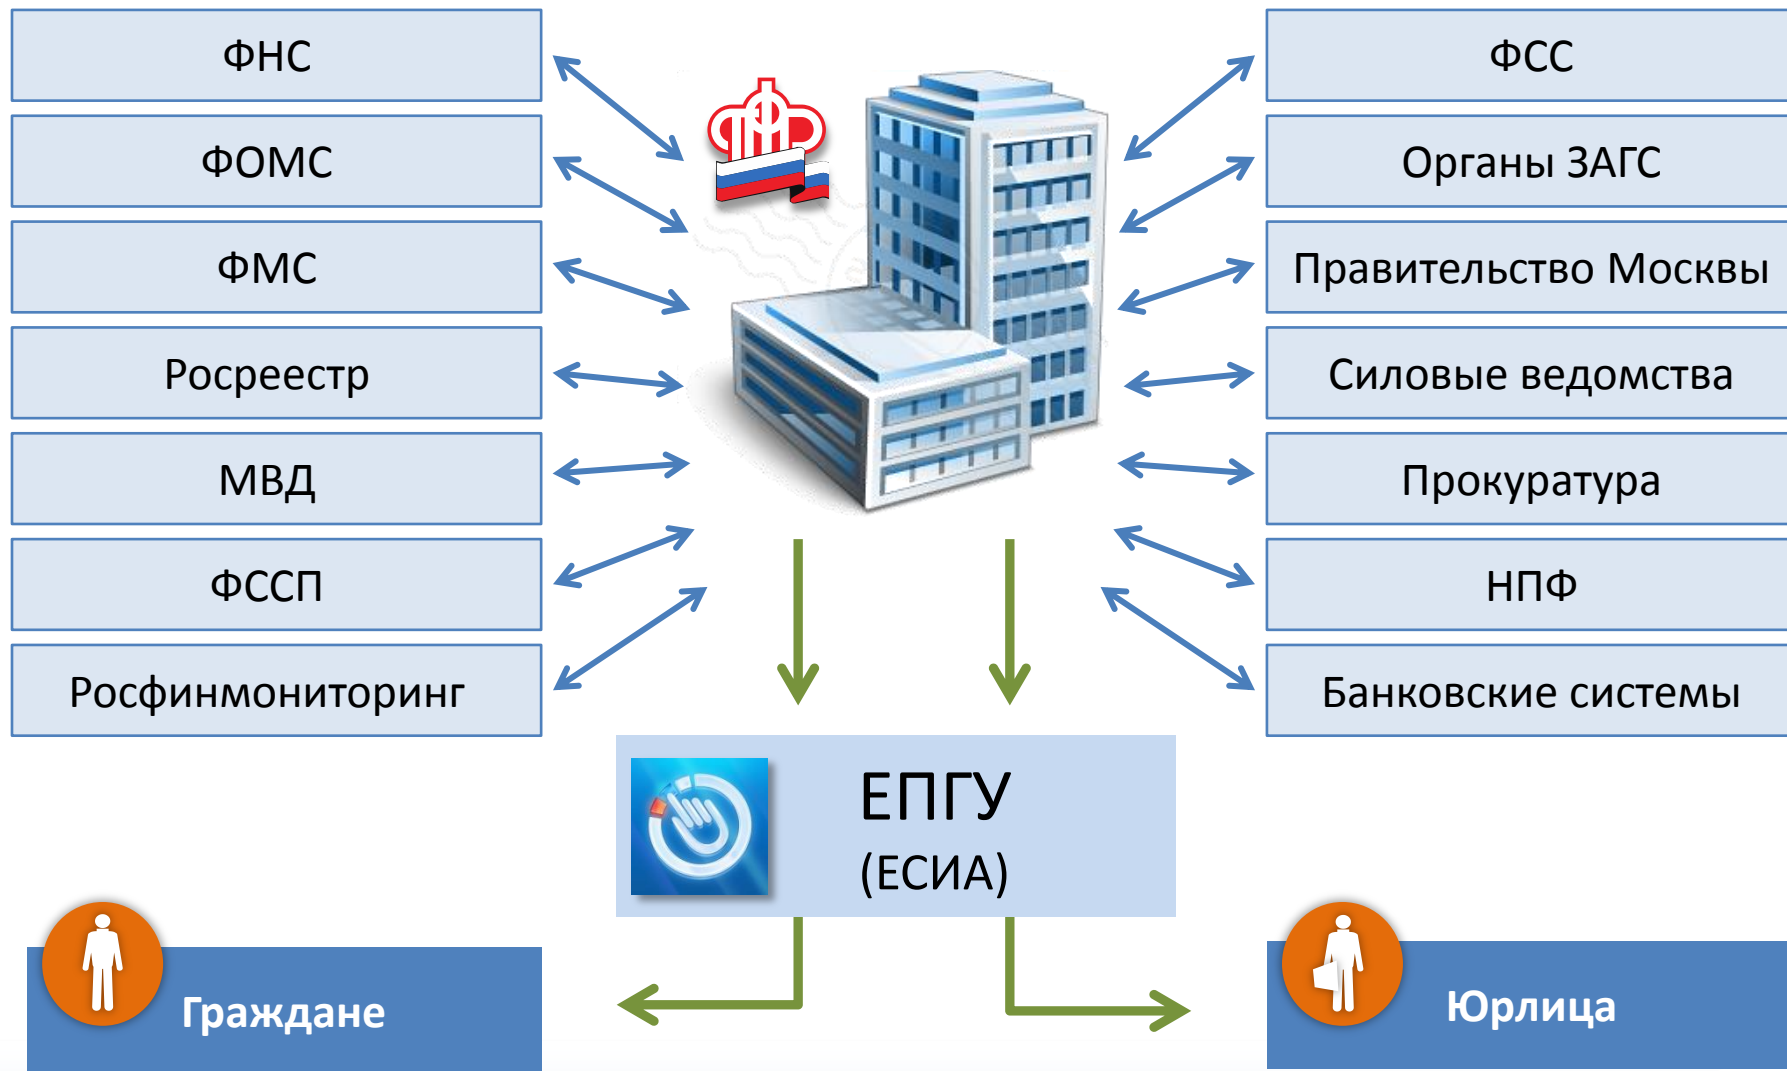 ФНС
ФОМС
ФМС
Росреестр
МВД
ФССП
Росфинмониторинг
ФСС
Органы ЗАГС
Правительство Москвы
Силовые ведомства
Прокуратура
НПФ
Банковские системы
ЕПГУ
(ЕСИА)
Граждане
Юрлица